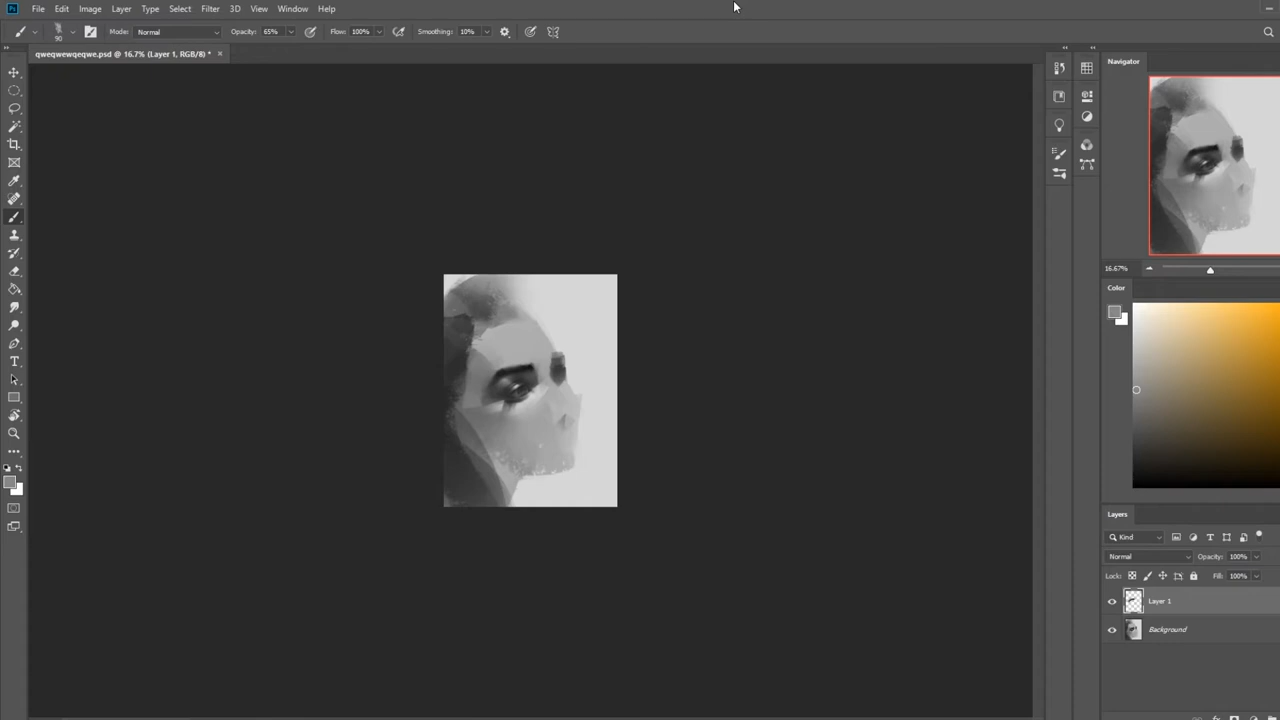 Ps File Edit Image Layer Type Select Filter 3D View Window Help
90 Mode: Normal Opacity: 65% Flow: 100% Smoothing: 10%
qweqwewqeqwe.psd @ 16.7% (Layer 1, RGB/8) * ×
Navigator
16.67%
Color
Layers
Kind
Normal Opacity: 100%
Lock: Fill: 100%
Layer 1
Background